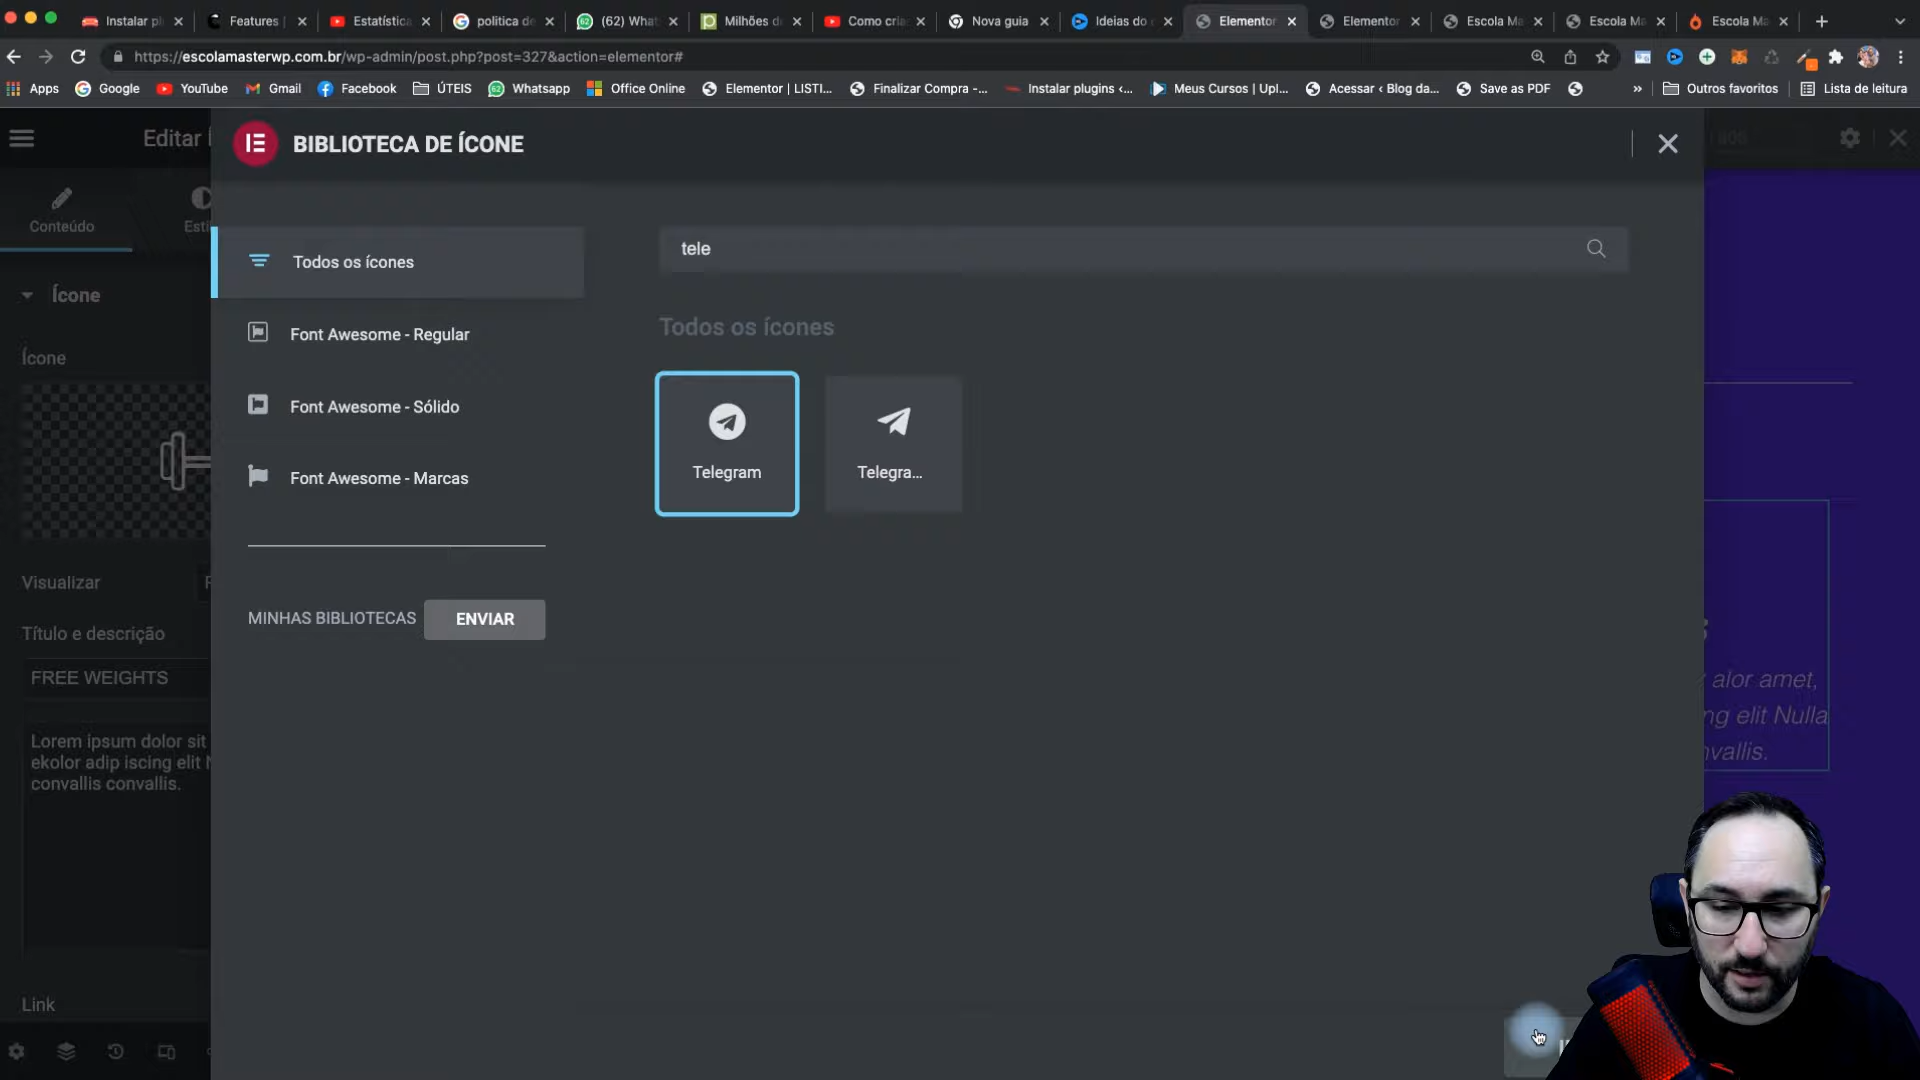 Instalar pl
Features |
Estatística
politica de
(62) What
Milhões d
Como cria
Nova guia
Ideias do
Elementor
Elementor
Escola Ma
Escola Ma
Escola Ma
https://escolamasterwp.com.br/wp-admin/post.php?post=327&action=elementor#
Apps Google YouTube Gmail Facebook ÚTEIS Whatsapp Office Online Elementor | LISTI... Finalizar Compra -... Instalar plugins ‹... Meus Cursos | Upl... Acessar ‹ Blog da... Save as PDF » Outros favoritos Lista de leitura
Editar
BIBLIOTECA DE ÍCONE
Conteúdo
Esti
Todos os ícones
tele
Ícone
Todos os ícones
Font Awesome - Regular
Ícone
Font Awesome - Sólido
Telegram
Telegra...
Font Awesome - Marcas
Visualizar
MINHAS BIBLIOTECAS ENVIAR
Título e descrição
FREE WEIGHTS
alor amet,
ng elit Nulla
nvallis.
Lorem ipsum dolor sit
ekolor adip iscing elit N
convallis convallis.
Link